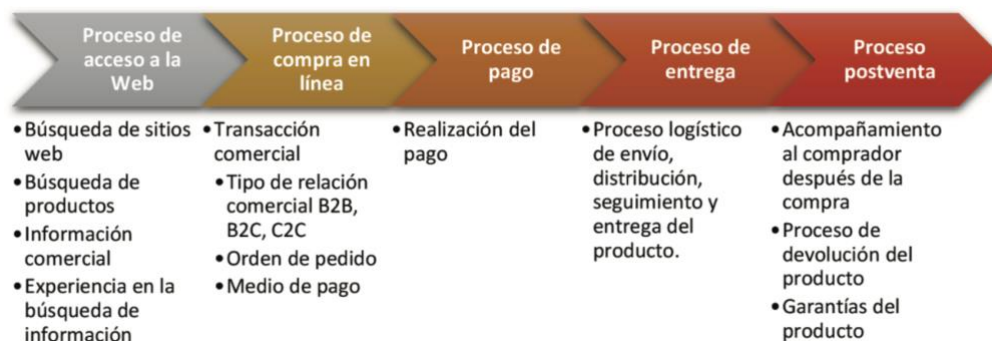 Proceso de
acceso a la
Web
Proceso de
compra en
línea
Proceso de
pago
Proceso de
entrega
Proceso
postventa
•Búsqueda de sitios
web
•Búsqueda de
productos
•Información
comercial
•Experiencia en la
búsqueda de
información
•Transacción
comercial
•Tipo de relación
comercial B2B,
B2C, C2C
•Orden de pedido
•Medio de pago
•Realización del
pago
•Proceso logístico
de envío,
distribución,
seguimiento y
entrega del
producto.
•Acompañamiento
al comprador
después de la
compra
•Proceso de
devolución del
producto
•Garantías del
producto